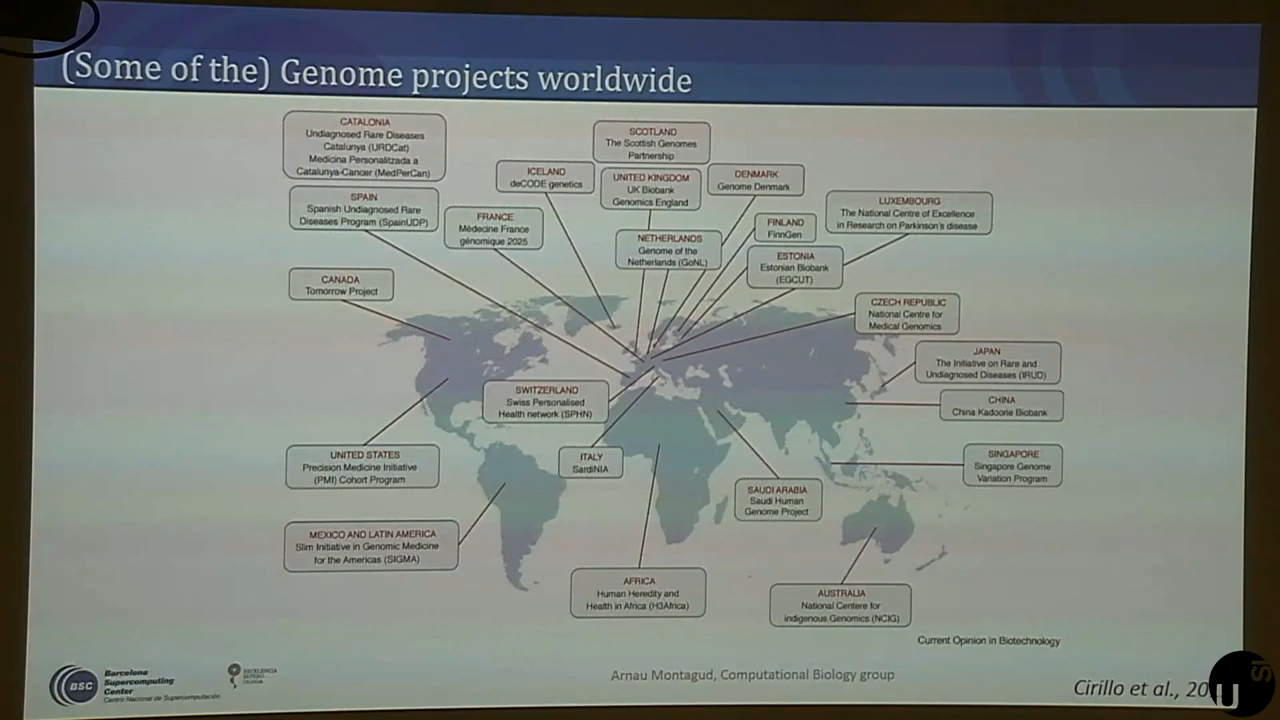 (Some of the) Genome projects worldwide
CATALONIA
Undiagnosed Rare Diseases
Catalunya (URDCat)
Medicina Personalitzada a
Catalunya-Cancer (MedPerCan)
SPAIN
Spanish Undiagnosed Rare
Diseases Program (SpainUDP)
FRANCE
Médecine France
génomique 2025
ICELAND
deCODE genetics
SCOTLAND
The Scottish Genomes
Partnership
UNITED KINGDOM
UK Biobank
Genomics England
DENMARK
Genome Denmark
NETHERLANDS
Genome of the
Netherlands (GoNL)
FINLAND
FinnGen
LUXEMBOURG
The National Centre of Excellence
in Research on Parkinson's disease
ESTONIA
Estonian Biobank
(EGCUT)
CANADA
Tomorrow Project
CZECH REPUBLIC
National Centre for
Medical Genomics
JAPAN
The Initiative on Rare and
Undiagnosed Diseases (IRUD)
SWITZERLAND
Swiss Personalised
Health network (SPHN)
CHINA
China Kadoorie Biobank
UNITED STATES
Precision Medicine Initiative
(PMI) Cohort Program
ITALY
SardiNIA
SINGAPORE
Singapore Genome
Variation Program
SAUDI ARABIA
Saudi Human
Genome Project
MEXICO AND LATIN AMERICA
Slim Initiative in Genomic Medicine
for the Americas (SIGMA)
AFRICA
Human Heredity and
Health in Africa (H3Africa)
AUSTRALIA
National Centere for
indigenous Genomics (NCIG)
Current Opinion in Biotechnology
BSC
Barcelona
Supercomputing
Center
Centro Nacional de Supercomputación
EXCELENCIA
SEVERO
OCHOA
Arnau Montagud, Computational Biology group
Cirillo et al., 20
U
ST